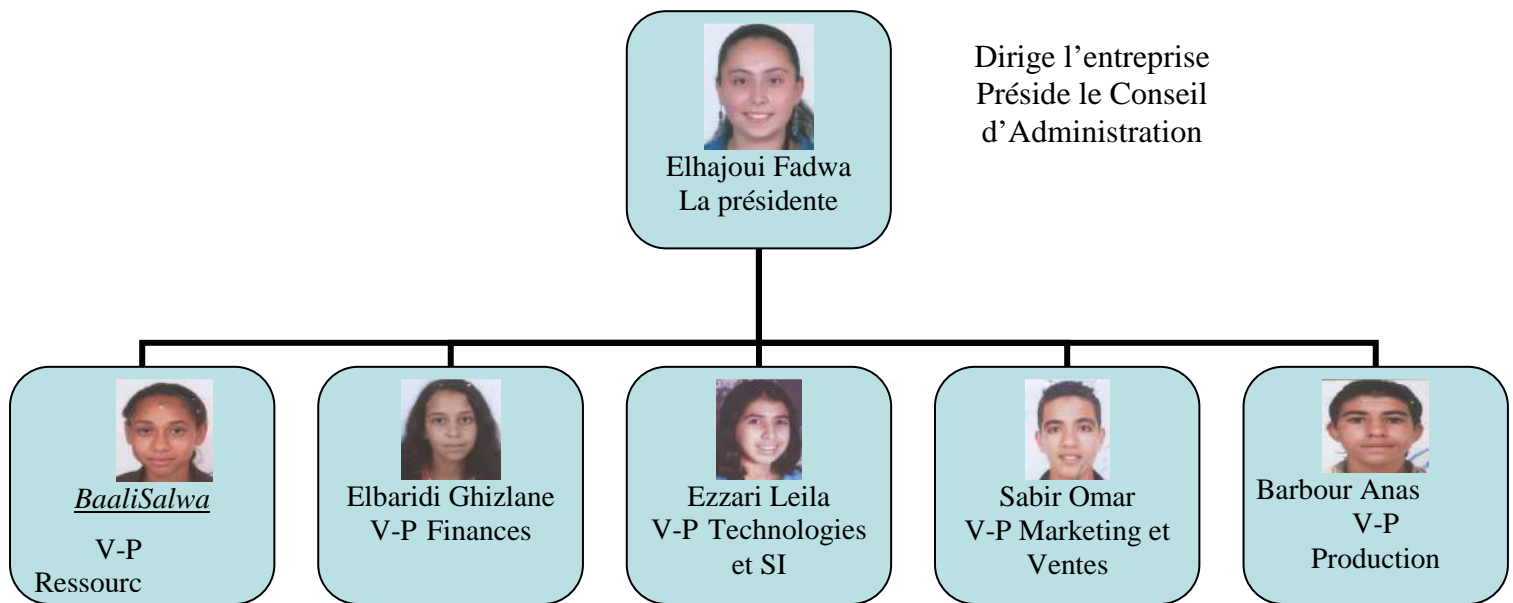 Elhajoui Fadwa
La présidente
Dirige l’entreprise
Préside le Conseil
d’Administration
BaaliSalwa
V-P
Ressourc
Elbaridi Ghizlane
V-P Finances
Ezzari Leila
V-P Technologies
et SI
Sabir Omar
V-P Marketing et
Ventes
Barbour Anas
V-P
Production